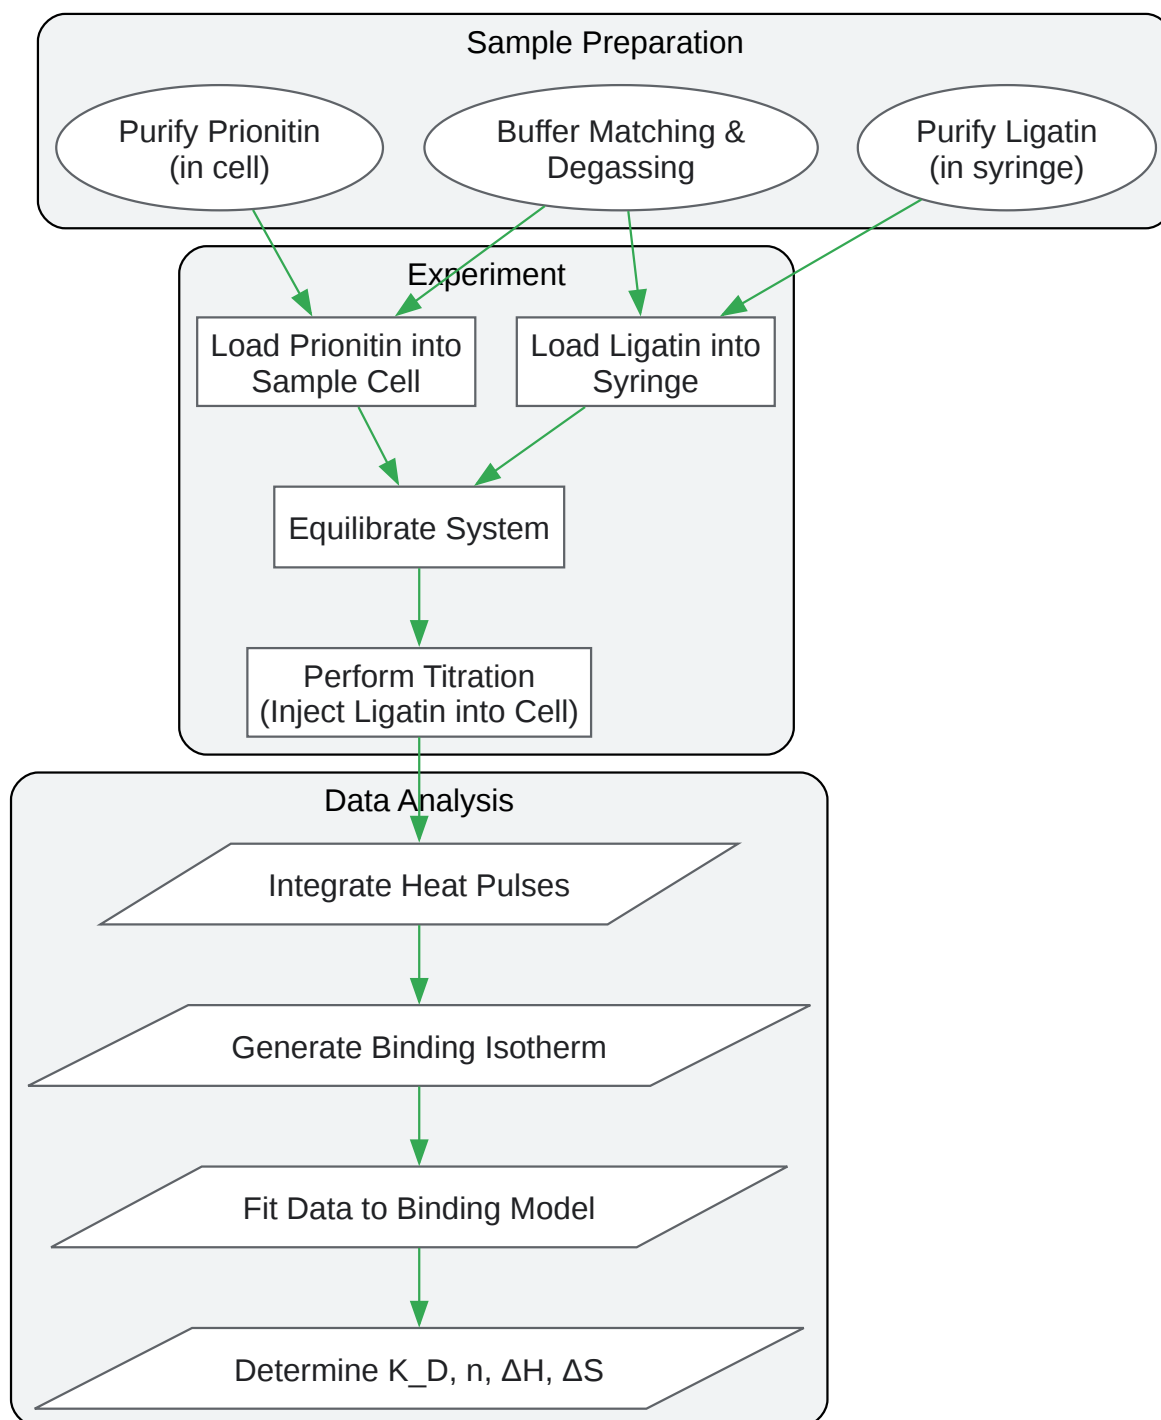 Sample Preparation
Purify Prionitin
(in cell)
Buffer Matching &
Degassing
Purify Ligatin
(in syringe)
Experiment
Load Prionitin into
Sample Cell
Load Ligatin into
Syringe
Equilibrate System
Perform Titration
(Inject Ligatin into Cell)
Data Analysis
Integrate Heat Pulses
Generate Binding Isotherm
Fit Data to Binding Model
Determine K_D, n, ΔH, ΔS